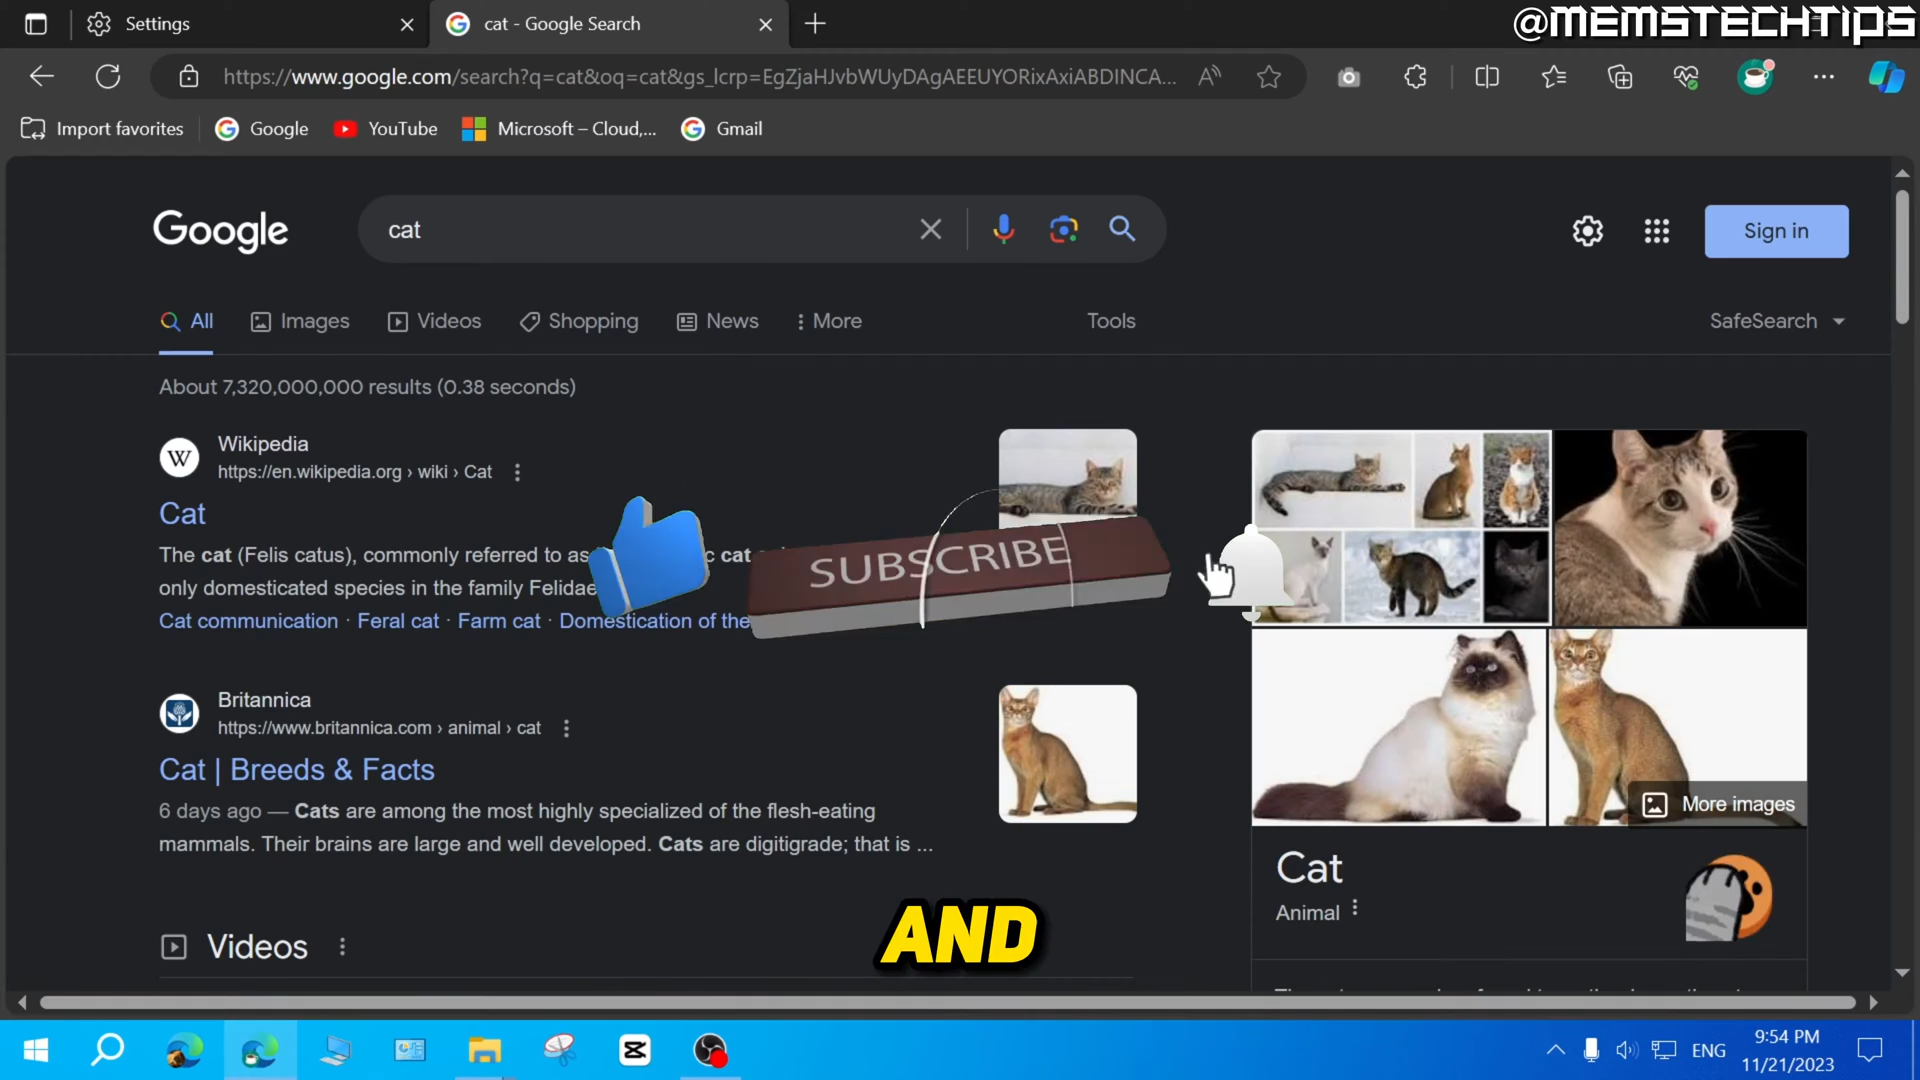 @MEMSTECHTIPS
Settings
cat - Google Search
https://www.google.com/search?q=cat&oq=cat&gs_lcrp=EgZjaHJvbWUyDAgAEEUYORixAxiABDINCA...
Import favorites
Google
YouTube
Microsoft – Cloud,...
Gmail
Google
cat
Sign in
All
Images
Videos
Shopping
News
More
Tools
SafeSearch
About 7,320,000,000 results (0.38 seconds)
W
Wikipedia
https://en.wikipedia.org › wiki › Cat
Cat
The cat (Felis catus), commonly referred to as
c cat
only domesticated species in the family Felidae
Cat communication · Feral cat · Farm cat · Domestication of the
SUBSCRIBE
Britannica
https://www.britannica.com › animal › cat
Cat | Breeds & Facts
6 days ago — Cats are among the most highly specialized of the flesh-eating
mammals. Their brains are large and well developed. Cats are digitigrade; that is ...
More images
Cat
Animal
Videos
AND
ENG
9:54 PM
11/21/2023